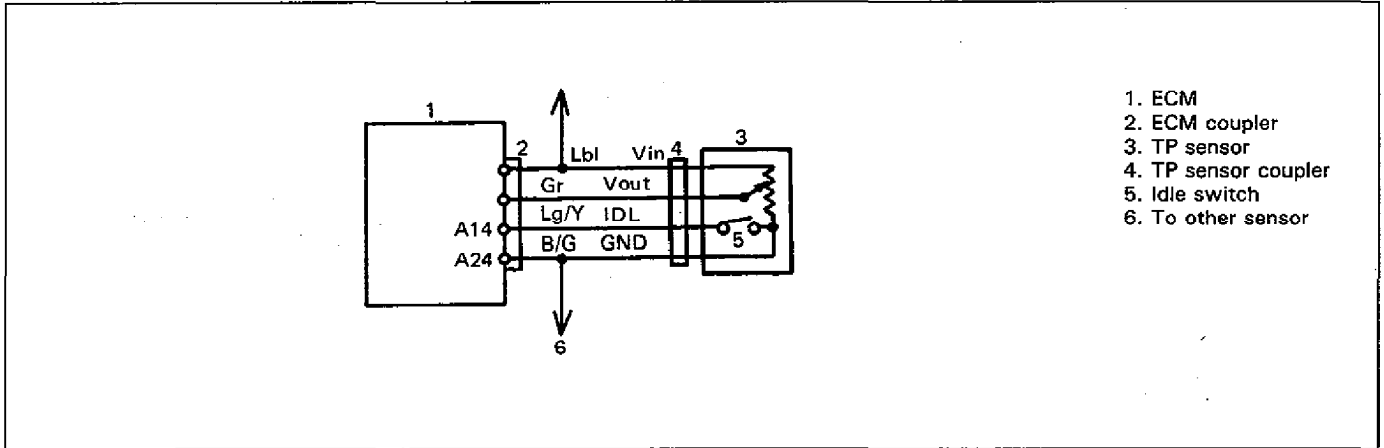 1
2
Lbl Vin 4
3
Gr Vout
Lg/Y IDL
A14
5
B/G GND
A24
6
1. ECM
2. ECM coupler
3. TP sensor
4. TP sensor coupler
5. Idle switch
6. To other sensor